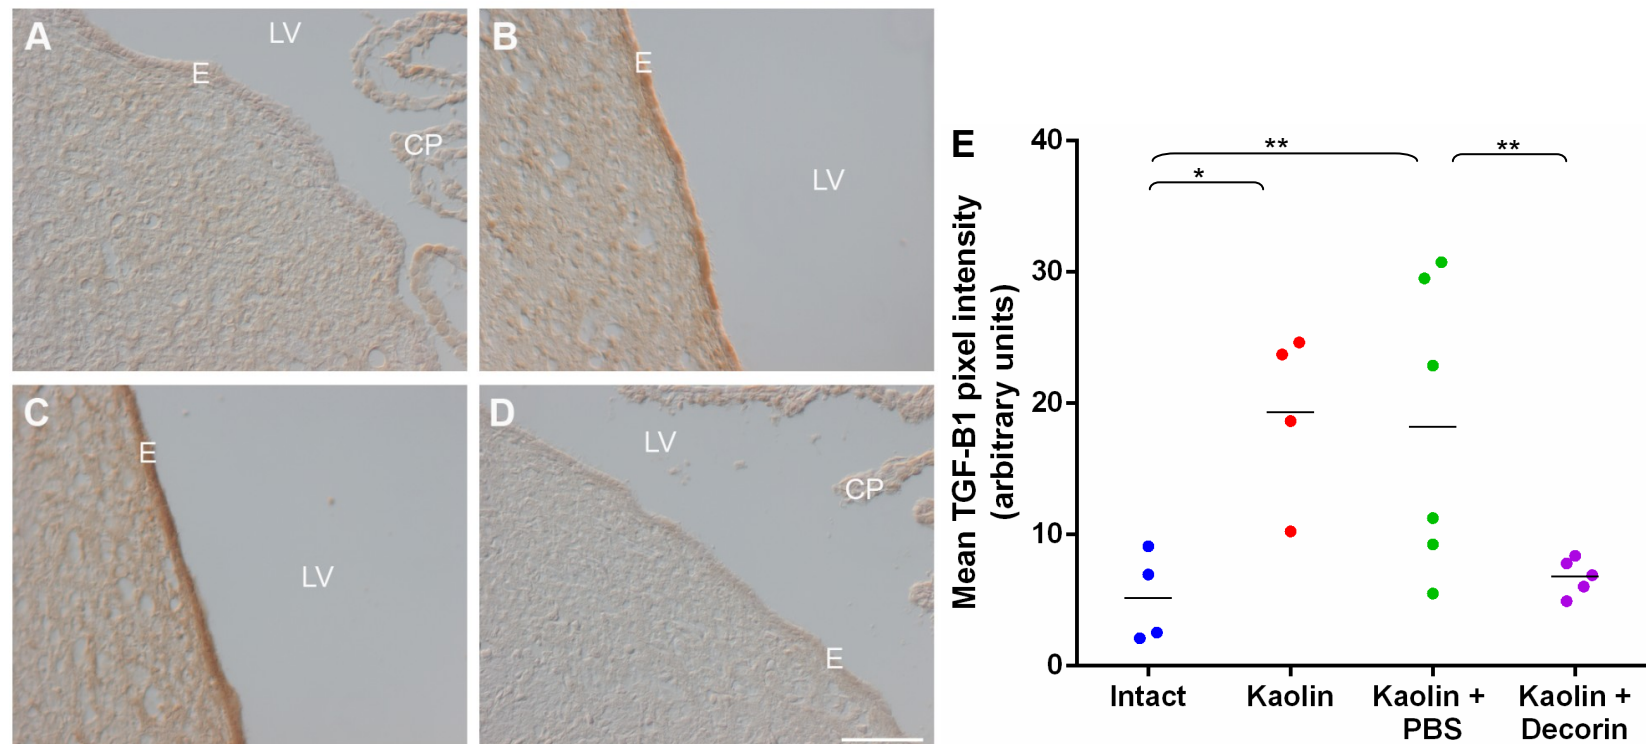 A
LV
E
CP
B
E
LV
C
E
LV
D
LV
CP
E
E
Mean TGF-B1 pixel intensity
(arbitrary units)
40
30
20
10
0
**
*
**
Intact
Kaolin
Kaolin +
PBS
Kaolin +
Decorin